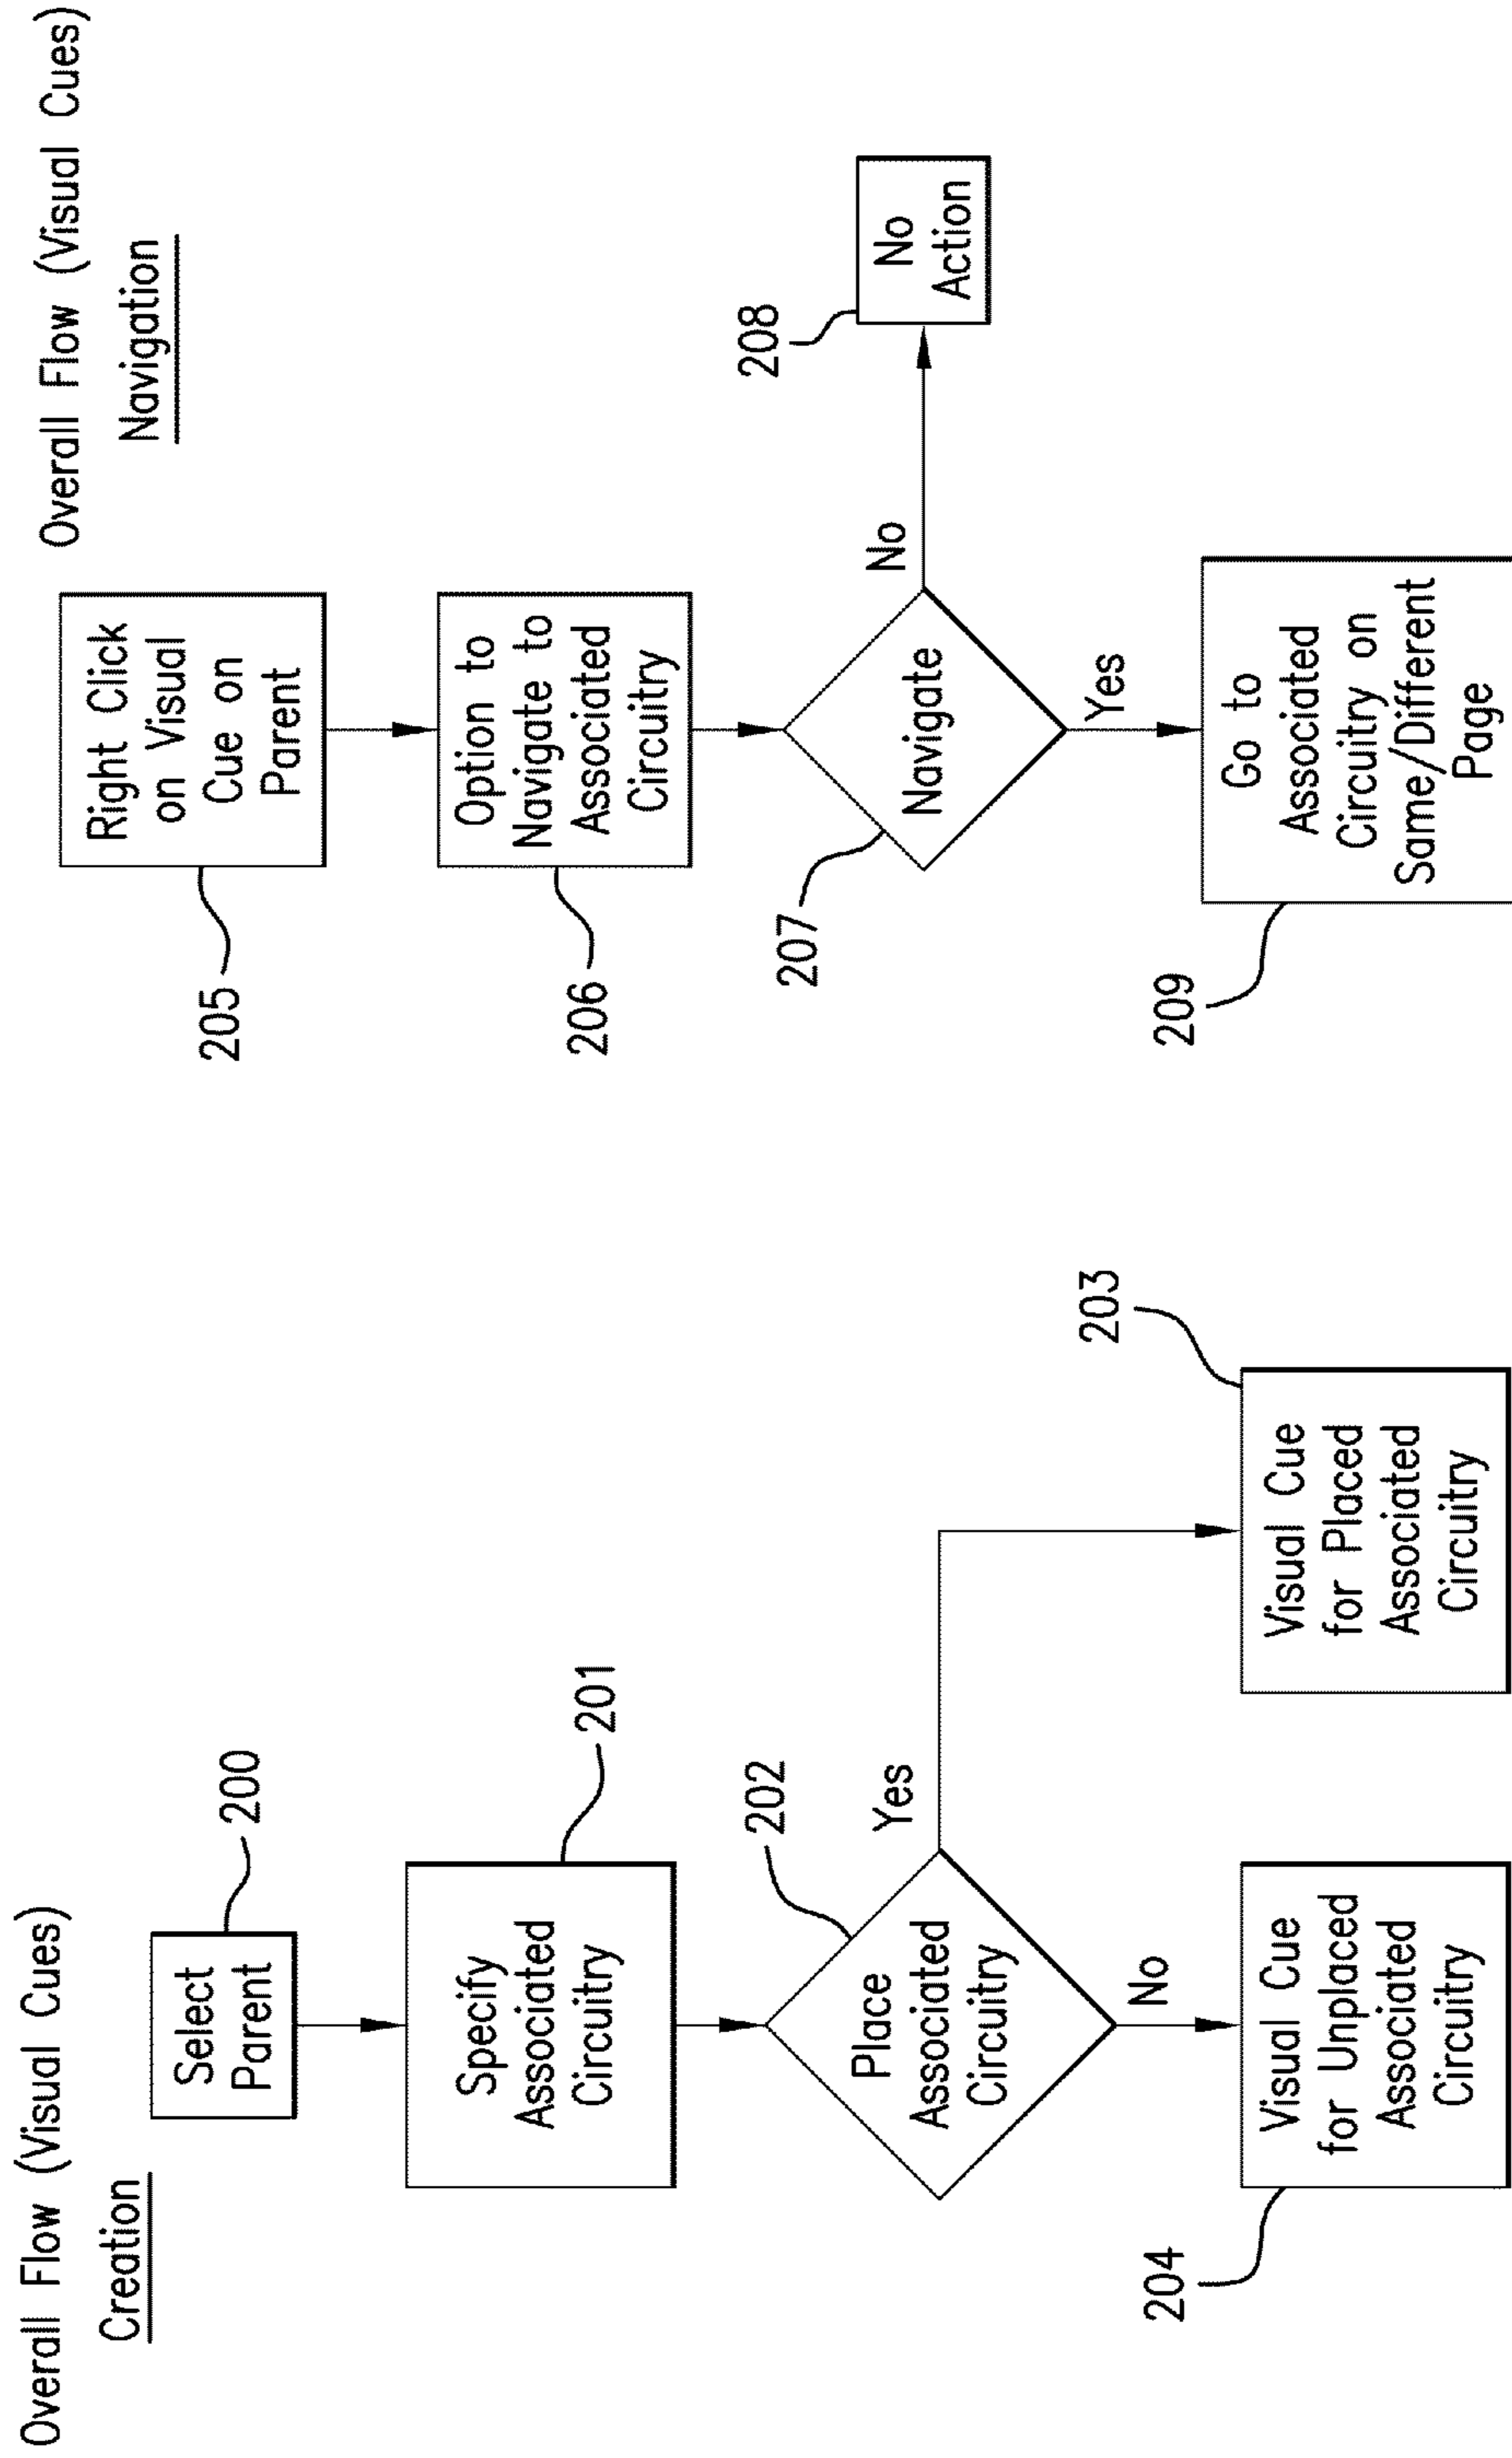 Overall Flow (Visual Cues)
Creation
Select
Parent
200
Specify
Associated
Circuitry
201
Place
Associated
Circuitry
202
Yes
No
Visual Cue
for Unplaced
Associated
Circuitry
204
Visual Cue
for Placed
Associated
Circuitry
203
Overall Flow (Visual Cues)
Navigation
Right Click
on Visual
Cue on
Parent
205
Option to
Navigate to
Associated
Circuitry
206
Navigate
207
No
No
Action
208
Yes
Go to
Associated
Circuitry on
Same/Different
Page
209